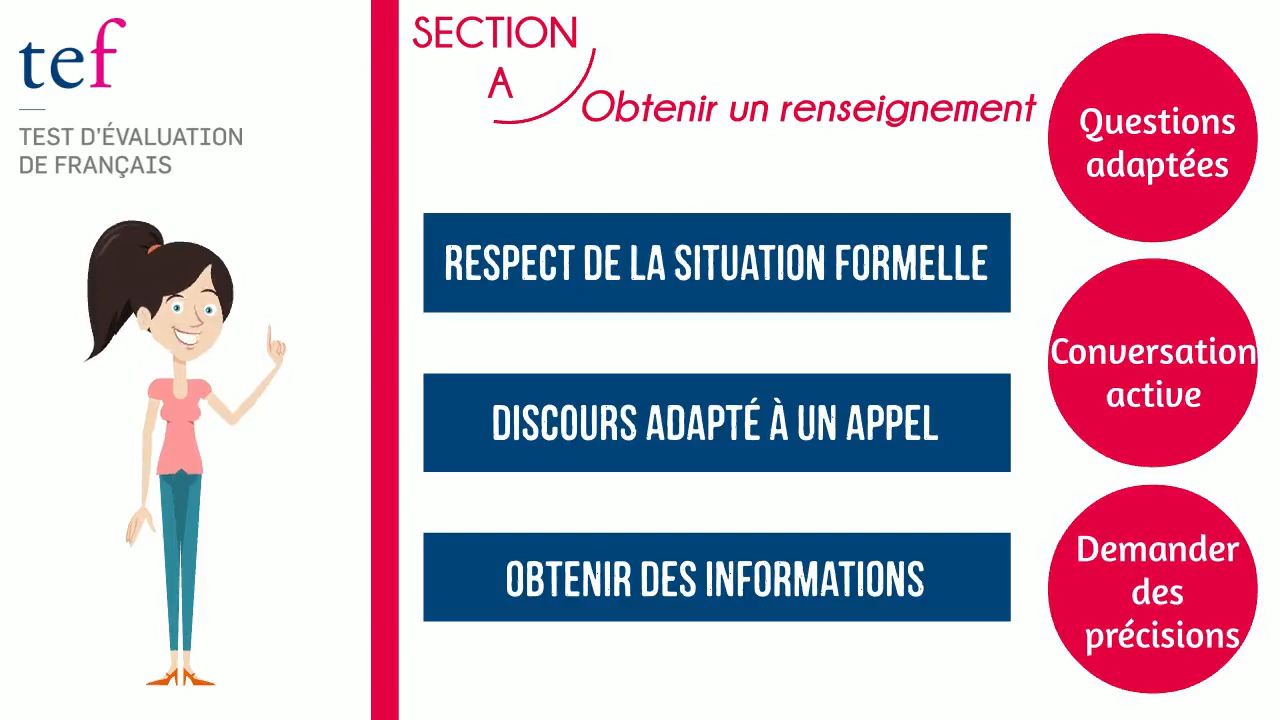 tef
TEST D'ÉVALUATION
DE FRANÇAIS
SECTION
A
Obtenir un renseignement
RESPECT DE LA SITUATION FORMELLE
DISCOURS ADAPTÉ À UN APPEL
OBTENIR DES INFORMATIONS
Questions
adaptées
Conversation
active
Demander
des
précisions